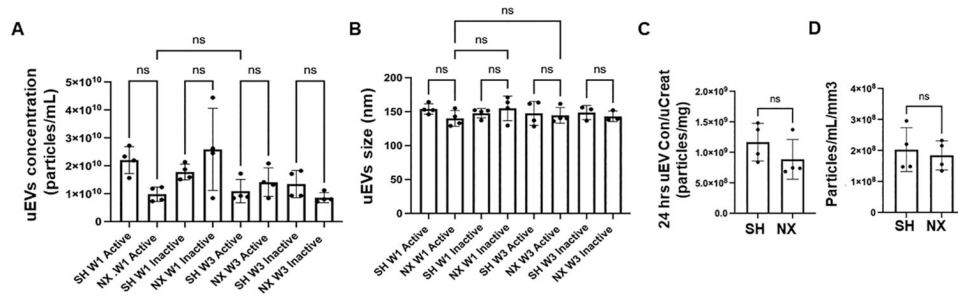 A
ns
ns
ns
ns
ns
uEVs concentration
(particles/mL)
5×10¹⁰
4×10¹⁰
3×10¹⁰
2×10¹⁰
1×10¹⁰
0
SH W1 Active
NX .W1 Active
SH W1 Inactive
NX W1 Inactive
SH W3 Active
NX W3 Active
SH W3 Inactive
NX W3 Inactive
B
ns
ns
ns
ns
ns
ns
uEVs size (nm)
200
150
100
50
0
SH W1 Active
NX W1 Active
SH W1 Inactive
NX W1 Inactive
SH W3 Active
NX W3 Active
SH W3 Inactive
NX W3 Inactive
C
ns
24 hrs uEV Con/uCreat
(particles/mg)
2.0×10⁹
1.5×10⁹
1.0×10⁹
5.0×10⁸
0.0
SH NX
D
ns
Particles/mL/mm3
4×10⁸
3×10⁸
2×10⁸
1×10⁸
0
SH NX